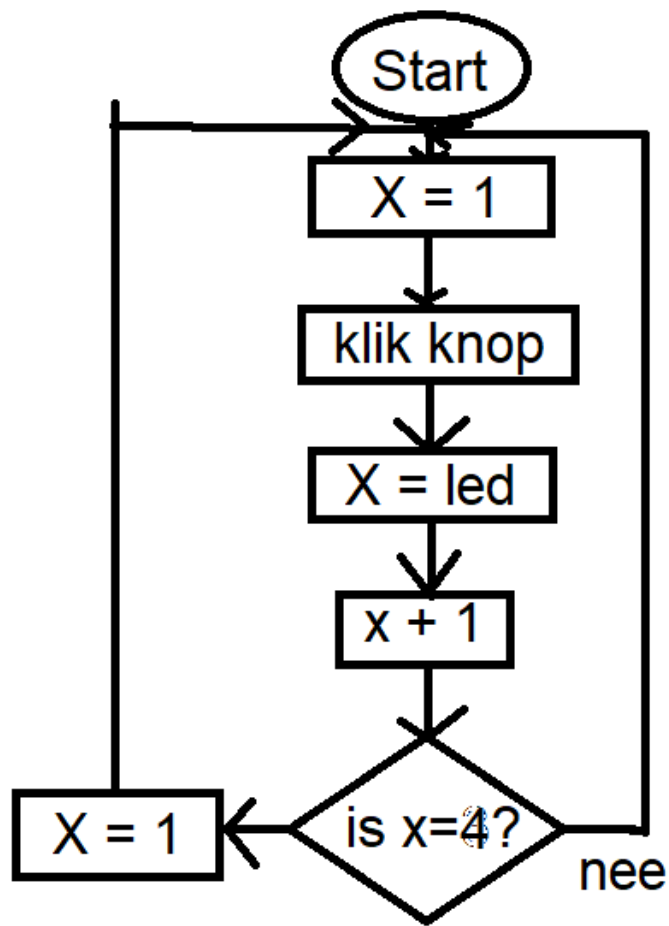 Start
X = 1
klik knop
X = led
x + 1
is x=4?
X = 1
nee